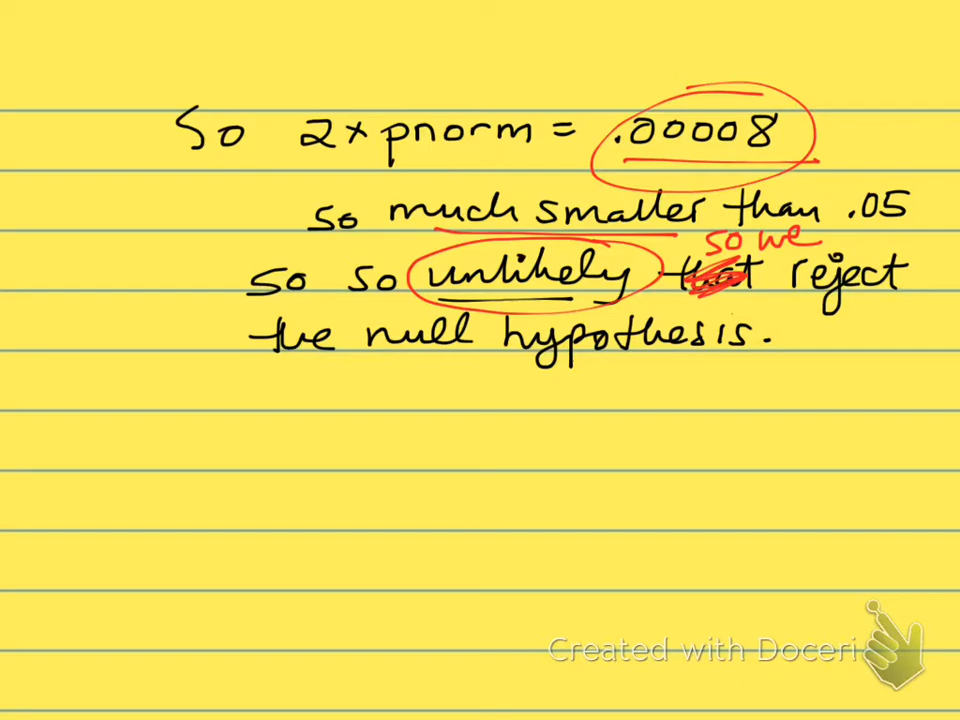 So 2 x pnorm = .00008
so much smaller than .05
so we
so so unlikely that reject
the null hypothesis.
Created with Doceri